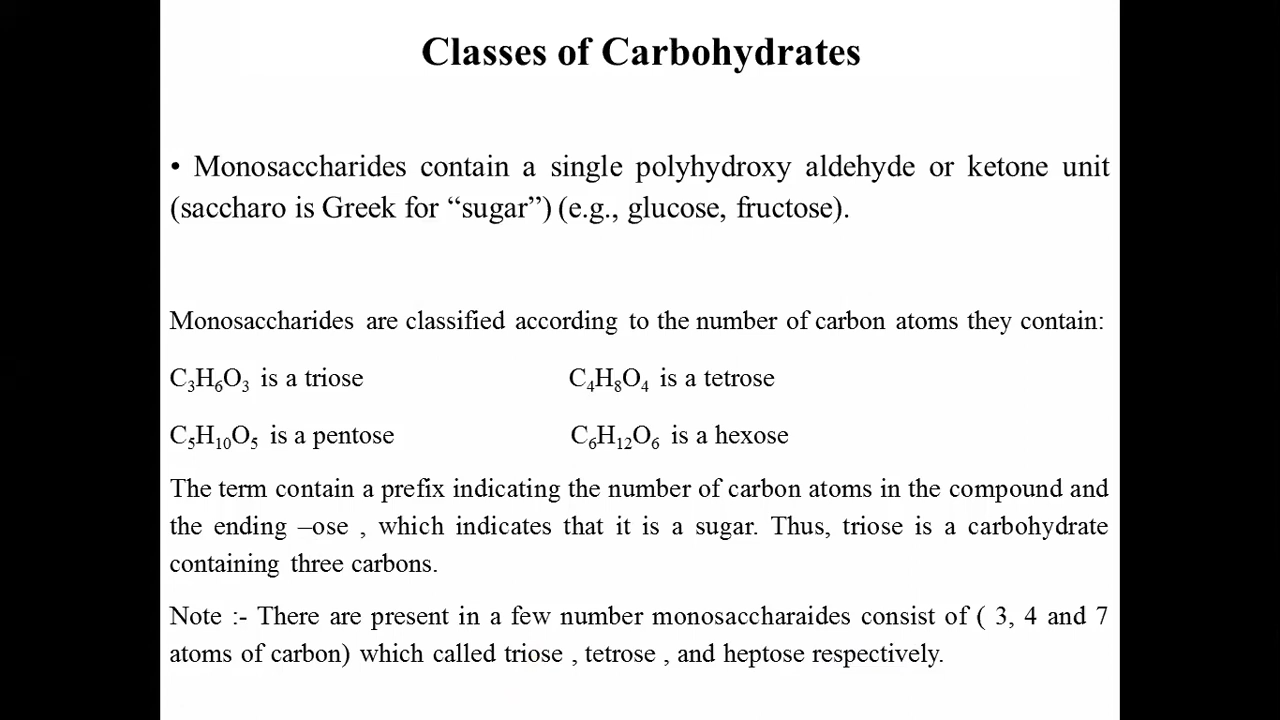 Classes of Carbohydrates
• Monosaccharides contain a single polyhydroxy aldehyde or ketone unit
(saccharo is Greek for “sugar”) (e.g., glucose, fructose).
Monosaccharides are classified according to the number of carbon atoms they contain:
C₃H₆O₃ is a triose C₄H₈O₄ is a tetrose
C₅H₁₀O₅ is a pentose C₆H₁₂O₆ is a hexose
The term contain a prefix indicating the number of carbon atoms in the compound and
the ending –ose , which indicates that it is a sugar. Thus, triose is a carbohydrate
containing three carbons.
Note :- There are present in a few number monosaccharaides consist of ( 3, 4 and 7
atoms of carbon) which called triose , tetrose , and heptose respectively.